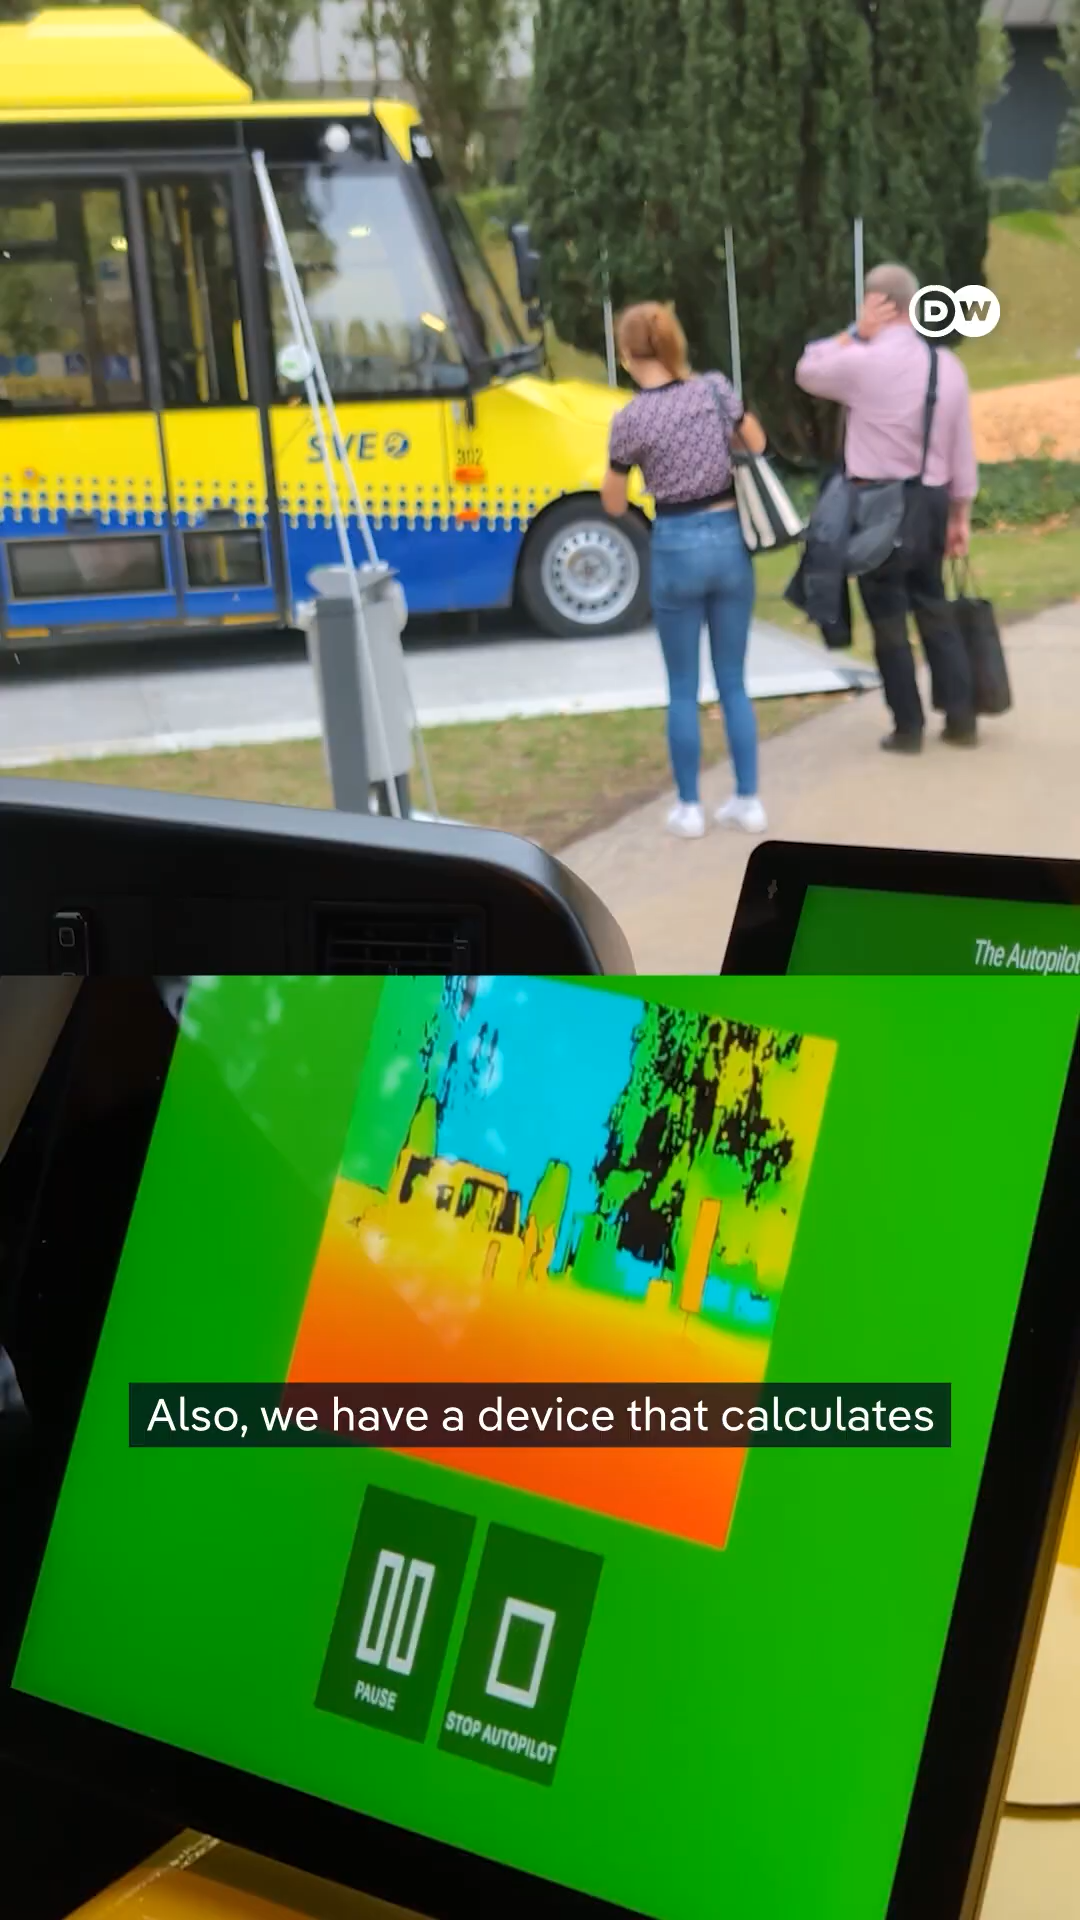 DW
SVE
302
The Autopilot
Also, we have a device that calculates
PAUSE
STOP AUTOPILOT